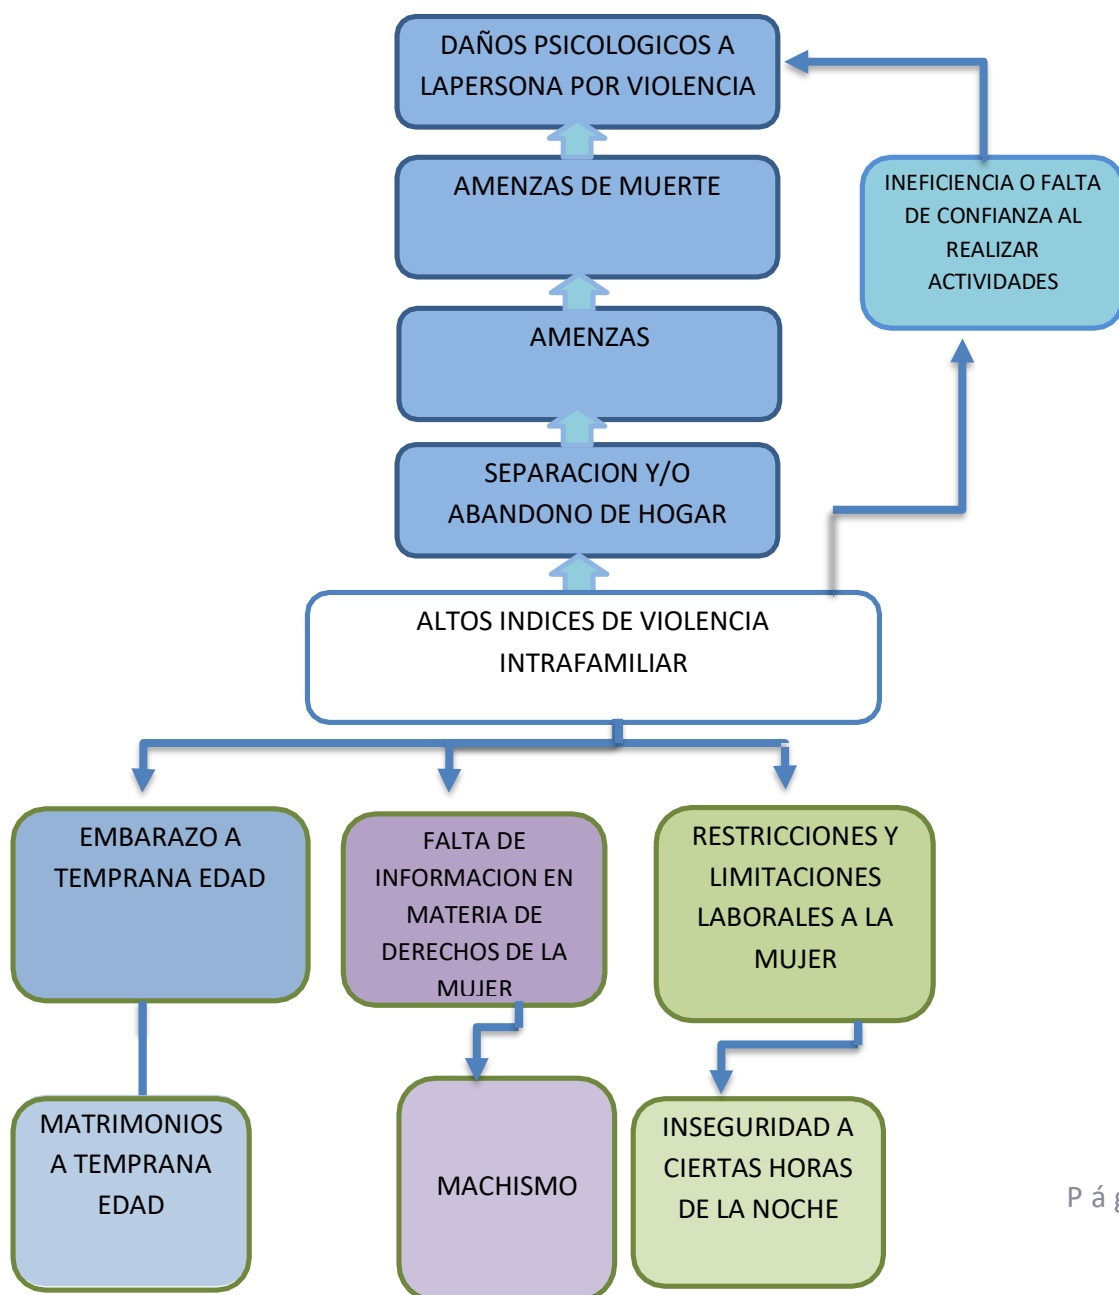 DAÑOS PSICOLOGICOS A
LAPERSONA POR VIOLENCIA
AMENZAS DE MUERTE
INEFICIENCIA O FALTA
DE CONFIANZA AL
REALIZAR
ACTIVIDADES
AMENZAS
SEPARACION Y/O
ABANDONO DE HOGAR
ALTOS INDICES DE VIOLENCIA
INTRAFAMILIAR
EMBARAZO A
TEMPRANA EDAD
FALTA DE
INFORMACION EN
MATERIA DE
DERECHOS DE LA
MUJER
RESTRICCIONES Y
LIMITACIONES
LABORALES A LA
MUJER
MATRIMONIOS
A TEMPRANA
EDAD
MACHISMO
INSEGURIDAD A
CIERTAS HORAS
DE LA NOCHE